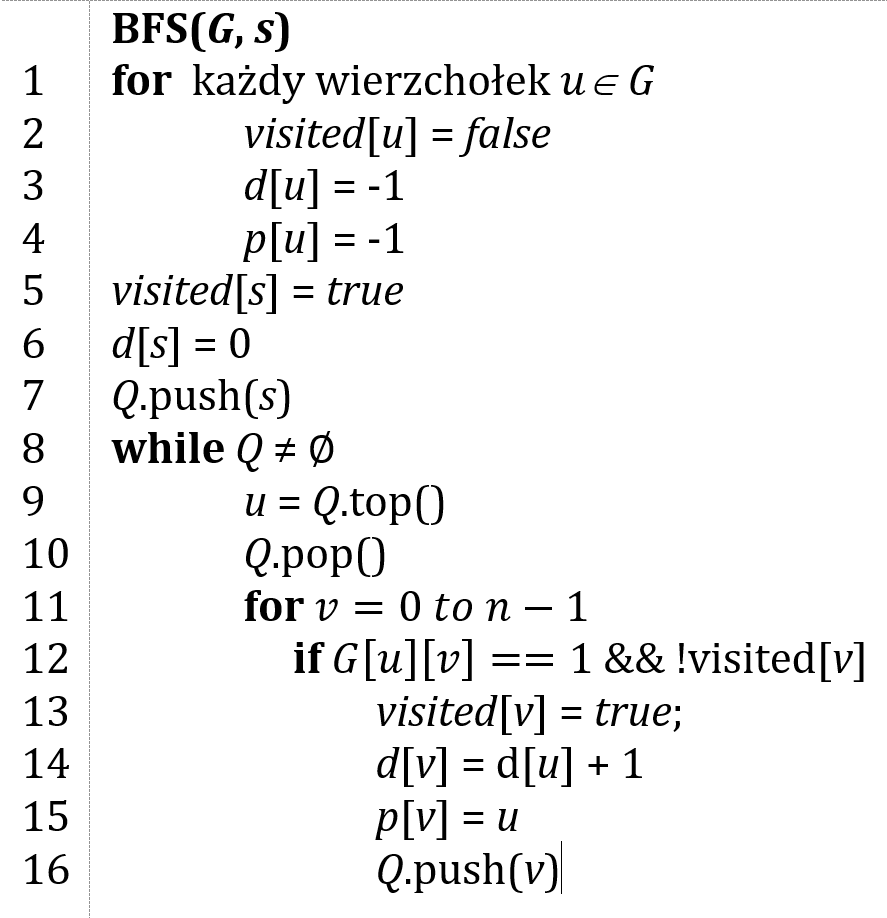 BFS(G, s)
1 for każdy wierzchołek u ∈ G
2 visited[u] = false
3 d[u] = -1
4 p[u] = -1
5 visited[s] = true
6 d[s] = 0
7 Q.push(s)
8 while Q ≠ ∅
9 u = Q.top()
10 Q.pop()
11 for v = 0 to n − 1
12 if G[u][v] == 1 && !visited[v]
13 visited[v] = true;
14 d[v] = d[u] + 1
15 p[v] = u
16 Q.push(v)